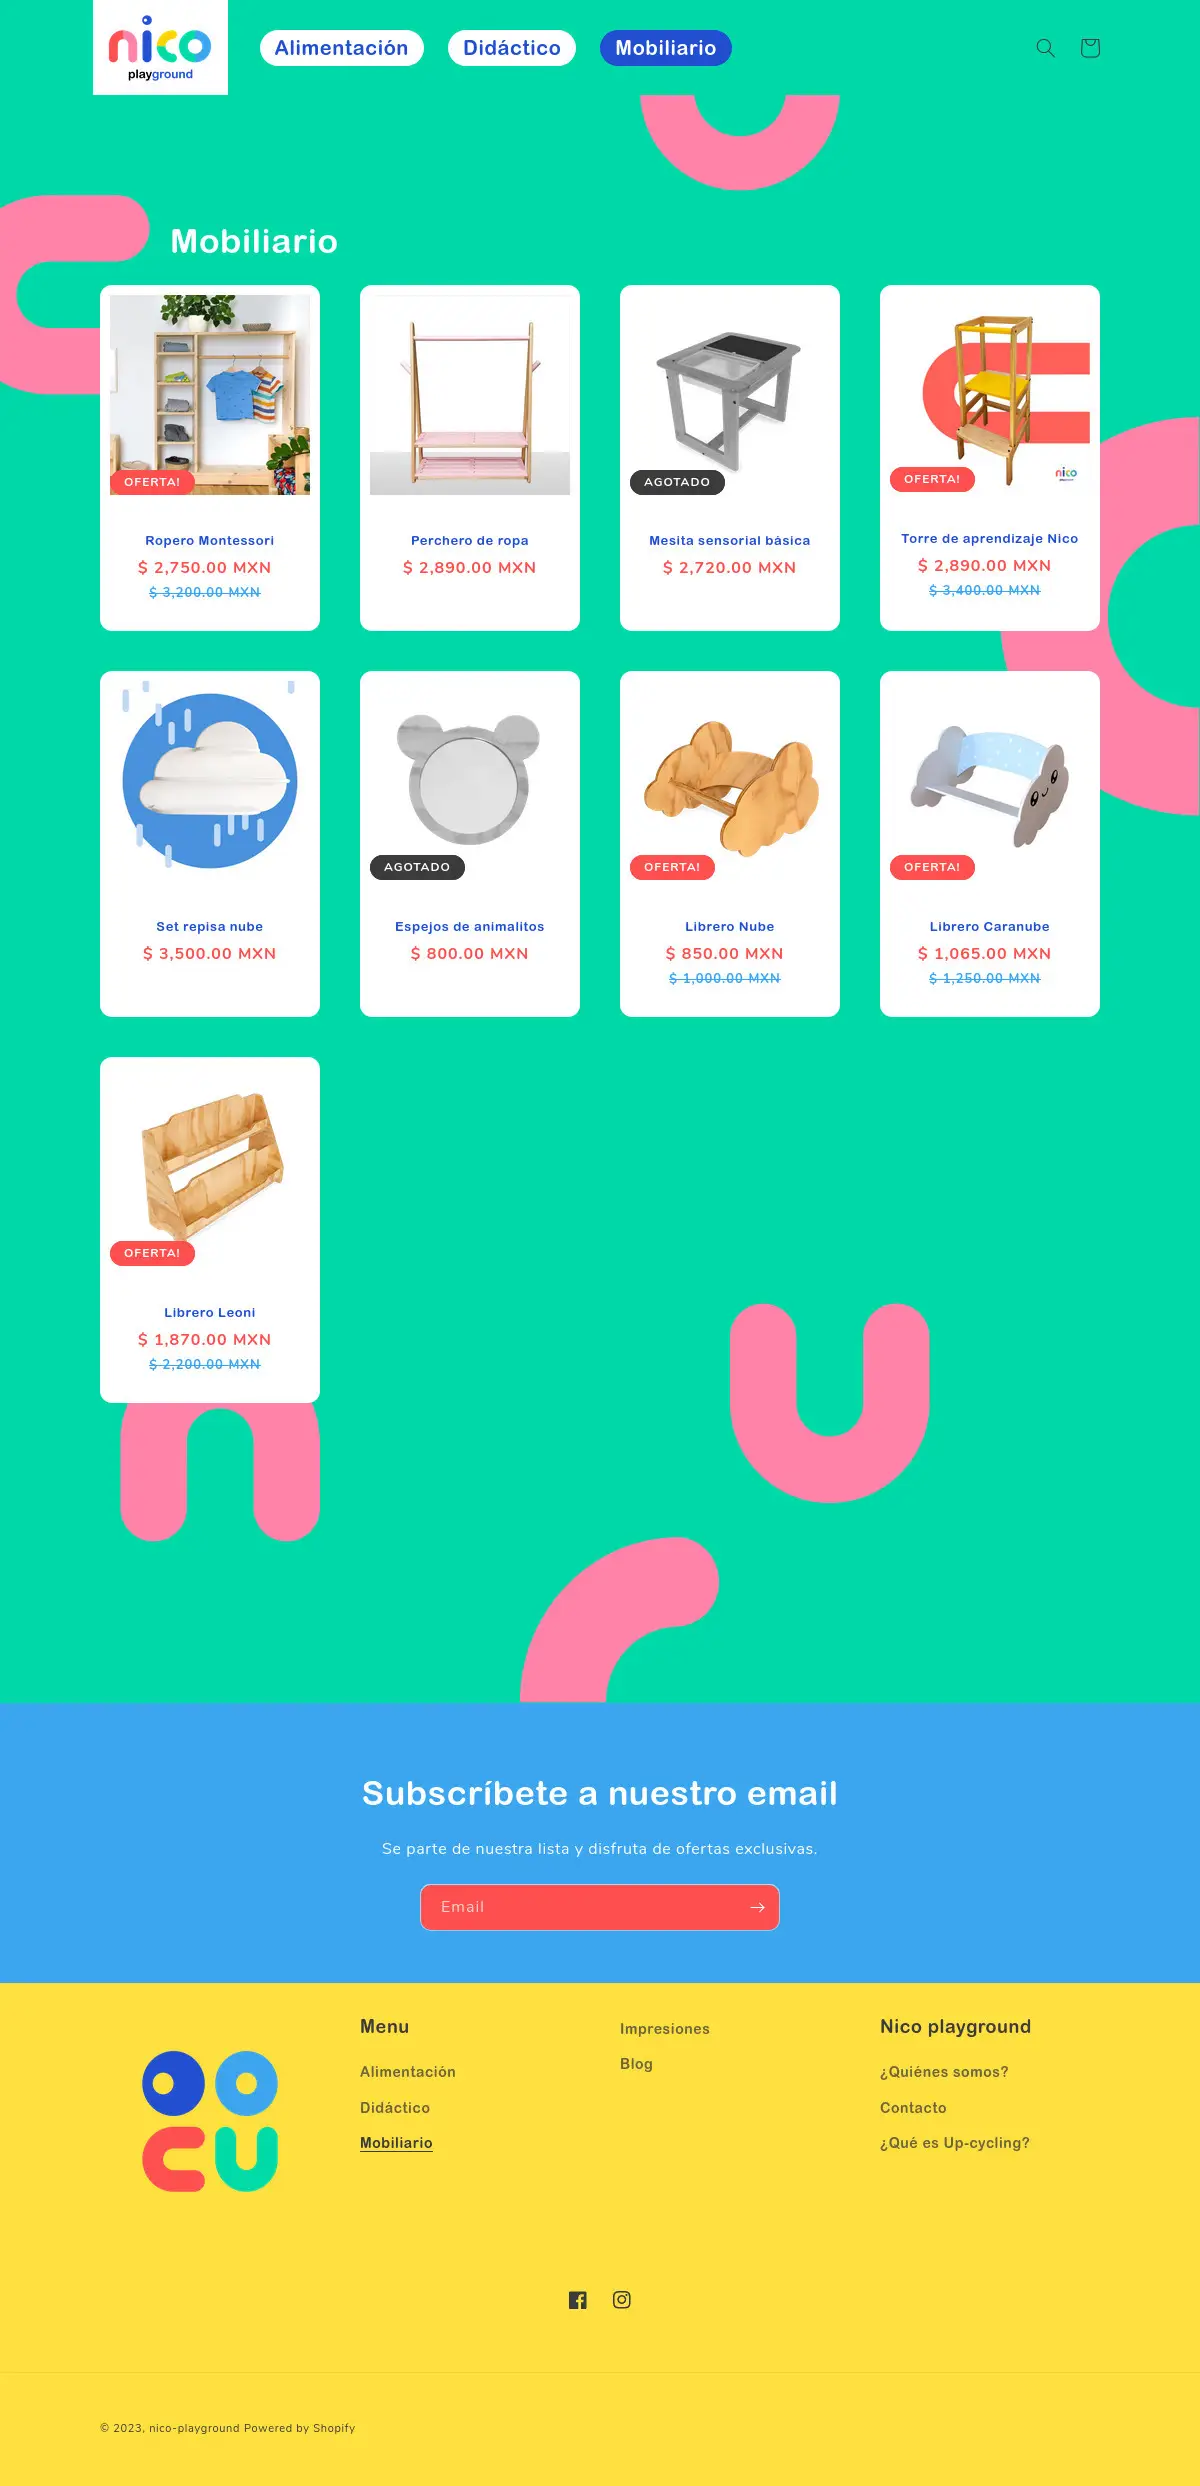 nico
playground
Alimentación
Didáctico
Mobiliario
Mobiliario
OFERTA!
Ropero Montessori
$ 2,750.00 MXN
$ 3,200.00 MXN
Perchero de ropa
$ 2,890.00 MXN
AGOTADO
Mesita sensorial básica
$ 2,720.00 MXN
nico
playground
OFERTA!
Torre de aprendizaje Nico
$ 2,890.00 MXN
$ 3,400.00 MXN
Set repisa nube
$ 3,500.00 MXN
AGOTADO
Espejos de animalitos
$ 800.00 MXN
OFERTA!
Librero Nube
$ 850.00 MXN
$ 1,000.00 MXN
OFERTA!
Librero Caranube
$ 1,065.00 MXN
$ 1,250.00 MXN
OFERTA!
Librero Leoni
$ 1,870.00 MXN
$ 2,200.00 MXN
Subscríbete a nuestro email
Se parte de nuestra lista y disfruta de ofertas exclusivas.
Email
Menu
Alimentación
Didáctico
Mobiliario
Impresiones
Blog
Nico playground
¿Quiénes somos?
Contacto
¿Qué es Up-cycling?
© 2023, nico-playground Powered by Shopify